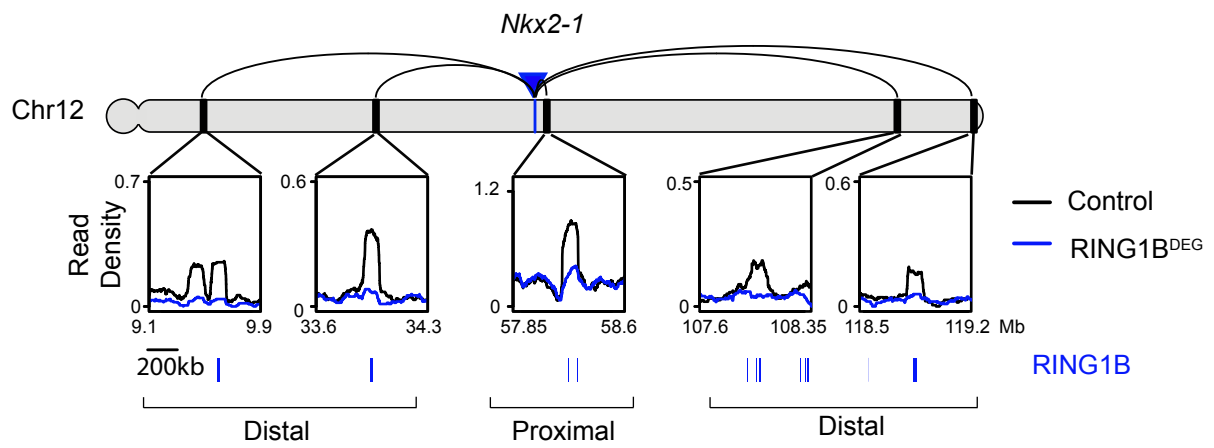 Nkx2-1
Chr12
Read
Density
0.7
0
9.1
9.9
0.6
0
33.6
34.3
1.2
0
57.85
58.6
0.5
0
107.6
108.35
0.6
0
118.5
119.2 Mb
Control
RING1B^DEG
200kb
RING1B
Distal
Proximal
Distal